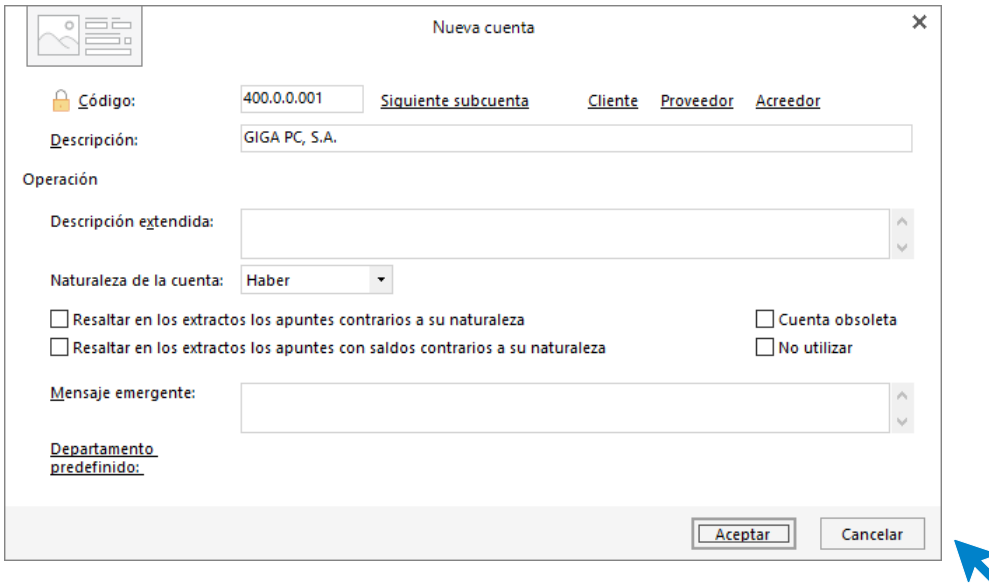 Nueva cuenta
Código: 400.0.0.001 Siguiente subcuenta Cliente Proveedor Acreedor
Descripción: GIGA PC, S.A.
Operación
Descripción extendida:
Naturaleza de la cuenta: Haber
Resaltar en los extractos los apuntes contrarios a su naturaleza Cuenta obsoleta
Resaltar en los extractos los apuntes con saldos contrarios a su naturaleza No utilizar
Mensaje emergente:
Departamento
predefinido:
Aceptar Cancelar